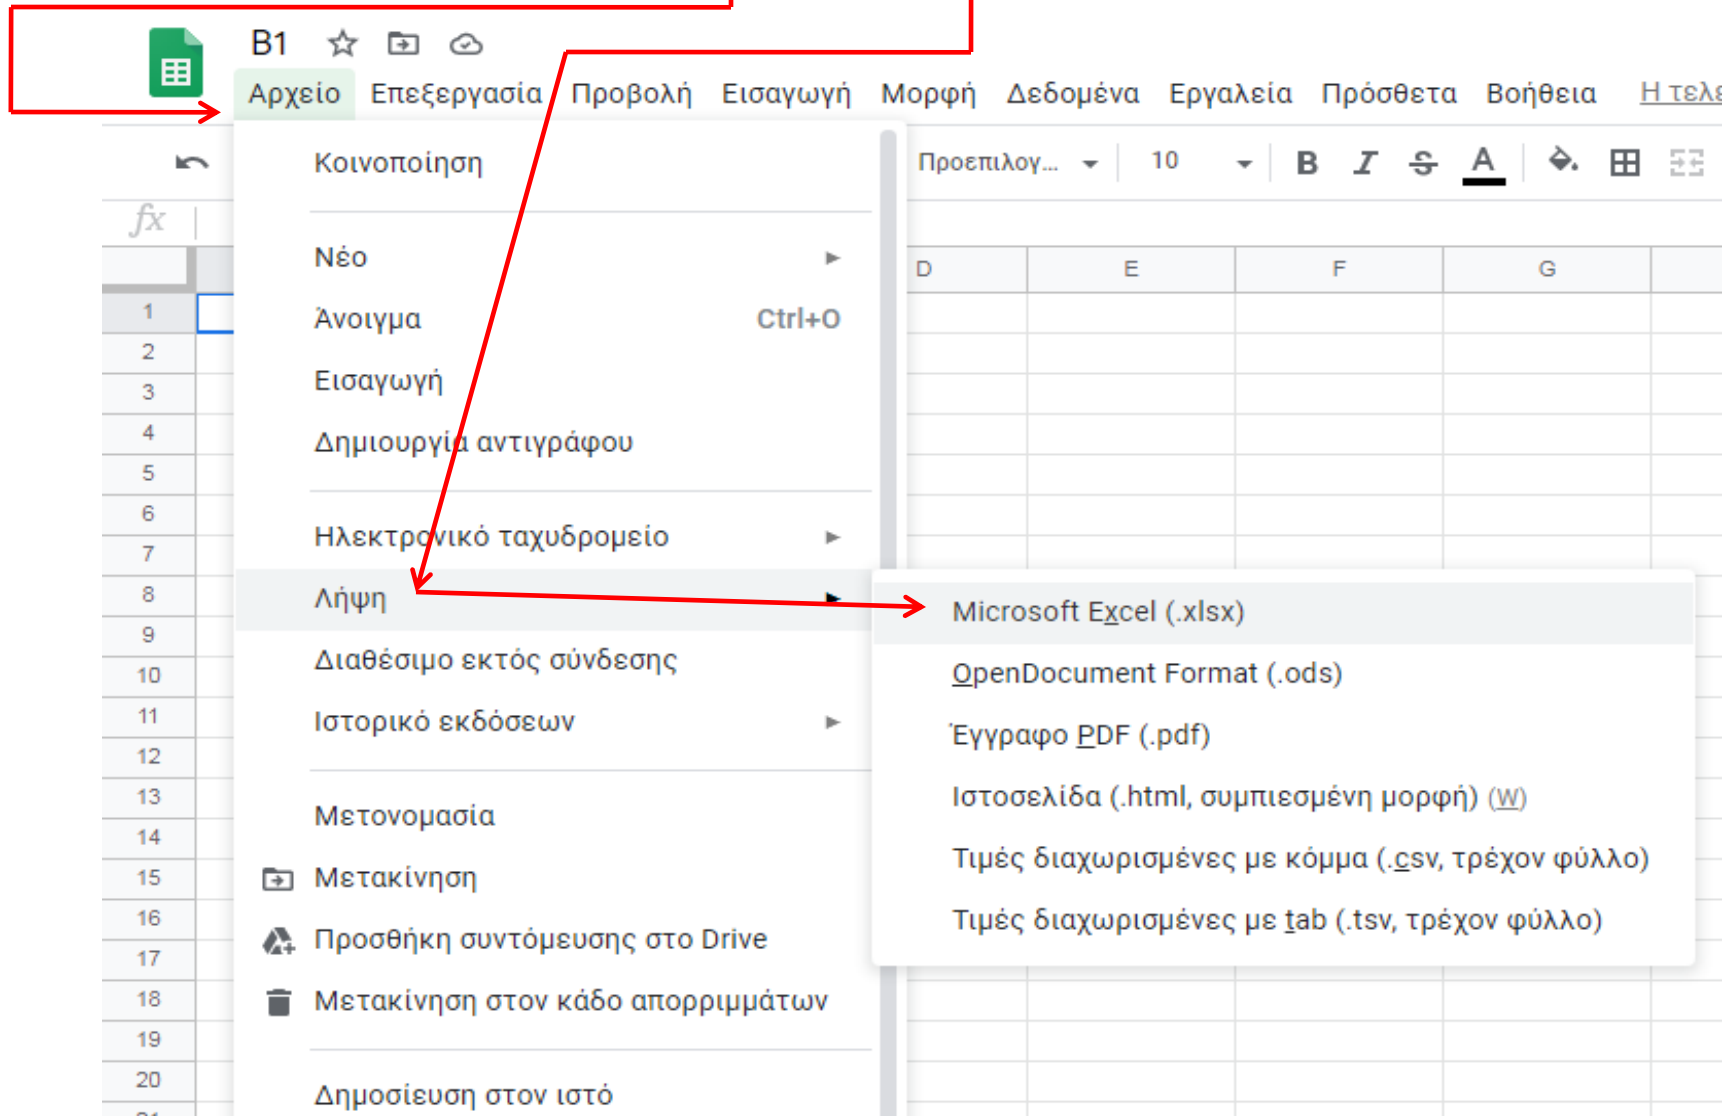 B1
Αρχείο Επεξεργασία Προβολή Εισαγωγή Μορφή Δεδομένα Εργαλεία Πρόσθετα Βοήθεια Η τελε
Προεπιλογ... 10 B I S A
fx
D E F G
Κοινοποίηση
Νέο
Άνοιγμα Ctrl+O
Εισαγωγή
Δημιουργία αντιγράφου
Ηλεκτρονικό ταχυδρομείο
Λήψη
Διαθέσιμο εκτός σύνδεσης
Ιστορικό εκδόσεων
Μετονομασία
Μετακίνηση
Προσθήκη συντόμευσης στο Drive
Μετακίνηση στον κάδο απορριμμάτων
Δημοσίευση στον ιστό
Microsoft Excel (.xlsx)
OpenDocument Format (.ods)
Έγγραφο PDF (.pdf)
Ιστοσελίδα (.html, συμπιεσμένη μορφή) (W)
Τιμές διαχωρισμένες με κόμμα (.csv, τρέχον φύλλο)
Τιμές διαχωρισμένες με tab (.tsv, τρέχον φύλλο)
1
2
3
4
5
6
7
8
9
10
11
12
13
14
15
16
17
18
19
20